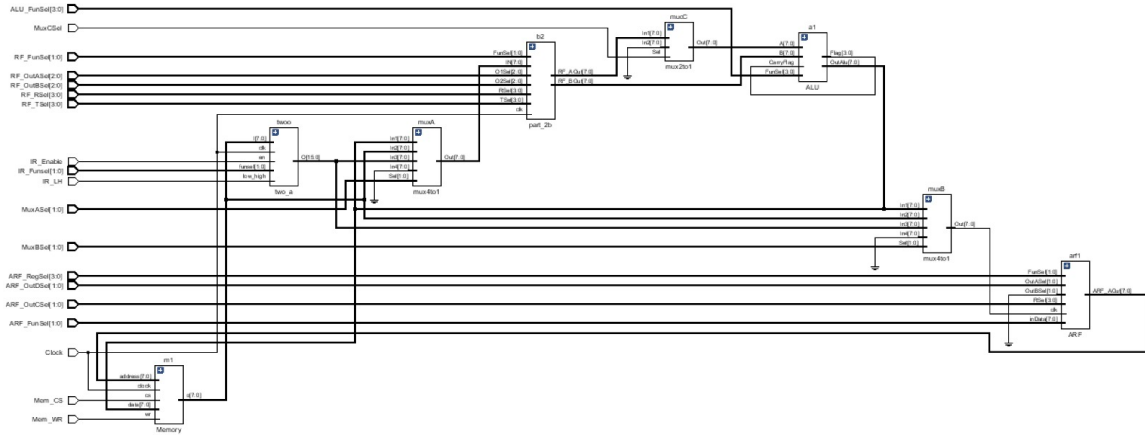 ALU_FunSel[3:0]
MuxCSel
RF_FunSel[1:0]
RF_OutASel[2:0]
RF_OutBSel[2:0]
RF_RSel[3:0]
RF_TSel[3:0]
IR_Enable
IR_Funsel[1:0]
IR_LH
MuxASel[1:0]
MuxBSel[1:0]
ARF_RegSel[3:0]
ARF_OutDSel[1:0]
ARF_OutCSel[1:0]
ARF_FunSel[1:0]
Clock
Mem_CS
Mem_WR
m1
address[7:0]
clock
cs
data[7:0]
wr
q[7:0]
Memory
twoo
I[7:0]
clk
en
funsel[1:0]
low_high
O[15:0]
two_a
muxA
in1[7:0]
in2[7:0]
in3[7:0]
in4[7:0]
Sel[1:0]
Out[7:0]
mux4to1
b2
FunSel[1:0]
IN[7:0]
O1Sel[2:0]
O2Sel[2:0]
RSel[3:0]
TSel[3:0]
clk
RF_AOut[7:0]
RF_BOut[7:0]
part_2b
muxC
in1[7:0]
in2[7:0]
Sel
Out[7:0]
mux2to1
a1
A[7:0]
B[7:0]
CarryFlag
FunSel[3:0]
Flag[3:0]
OutAlu[7:0]
ALU
muxB
in1[7:0]
in2[7:0]
in3[7:0]
in4[7:0]
Sel[1:0]
Out[7:0]
mux4to1
arf1
FunSel[1:0]
OutASel[1:0]
OutBSel[1:0]
RSel[3:0]
clk
inData[7:0]
ARF_AOut[7:0]
ARF